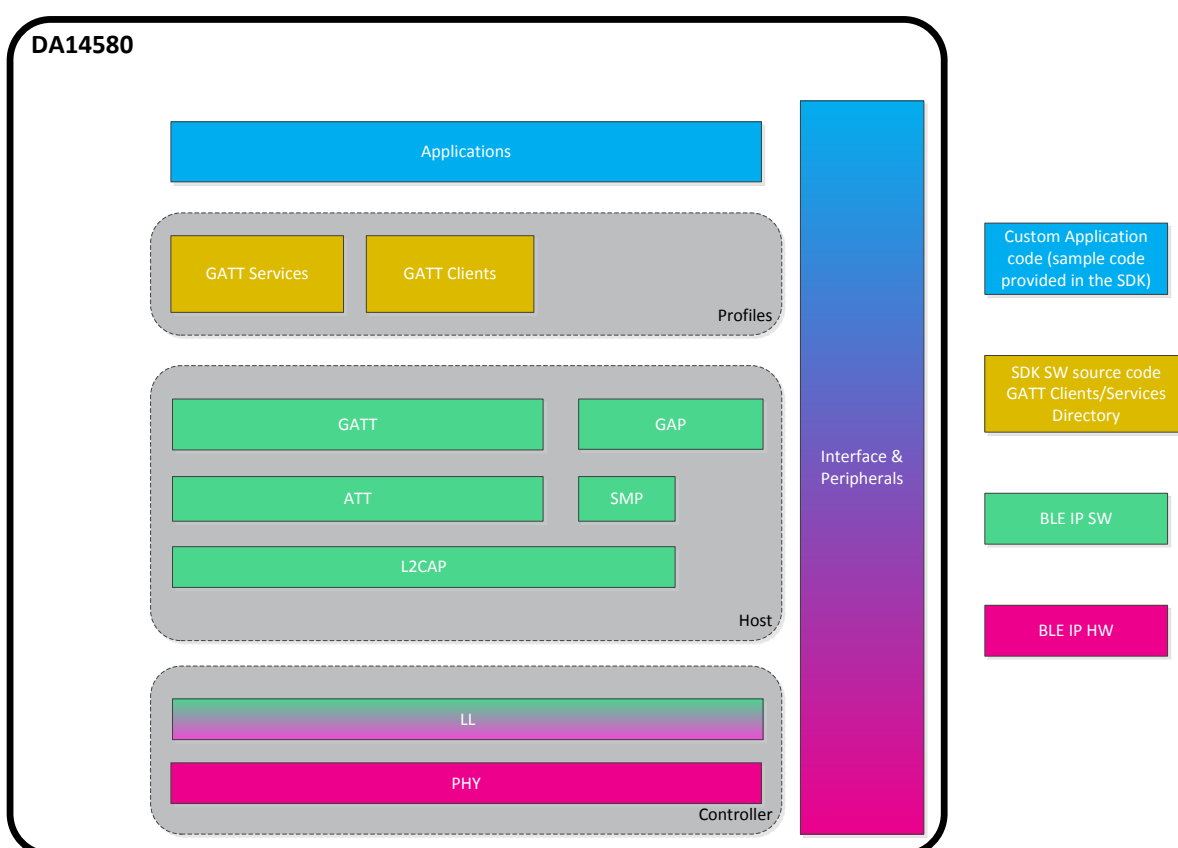 DA14580
Applications
GATT Services
GATT Clients
Profiles
GATT
GAP
ATT
SMP
L2CAP
Host
LL
PHY
Controller
Interface &
Peripherals
Custom Application
code (sample code
provided in the SDK)
SDK SW source code
GATT Clients/Services
Directory
BLE IP SW
BLE IP HW